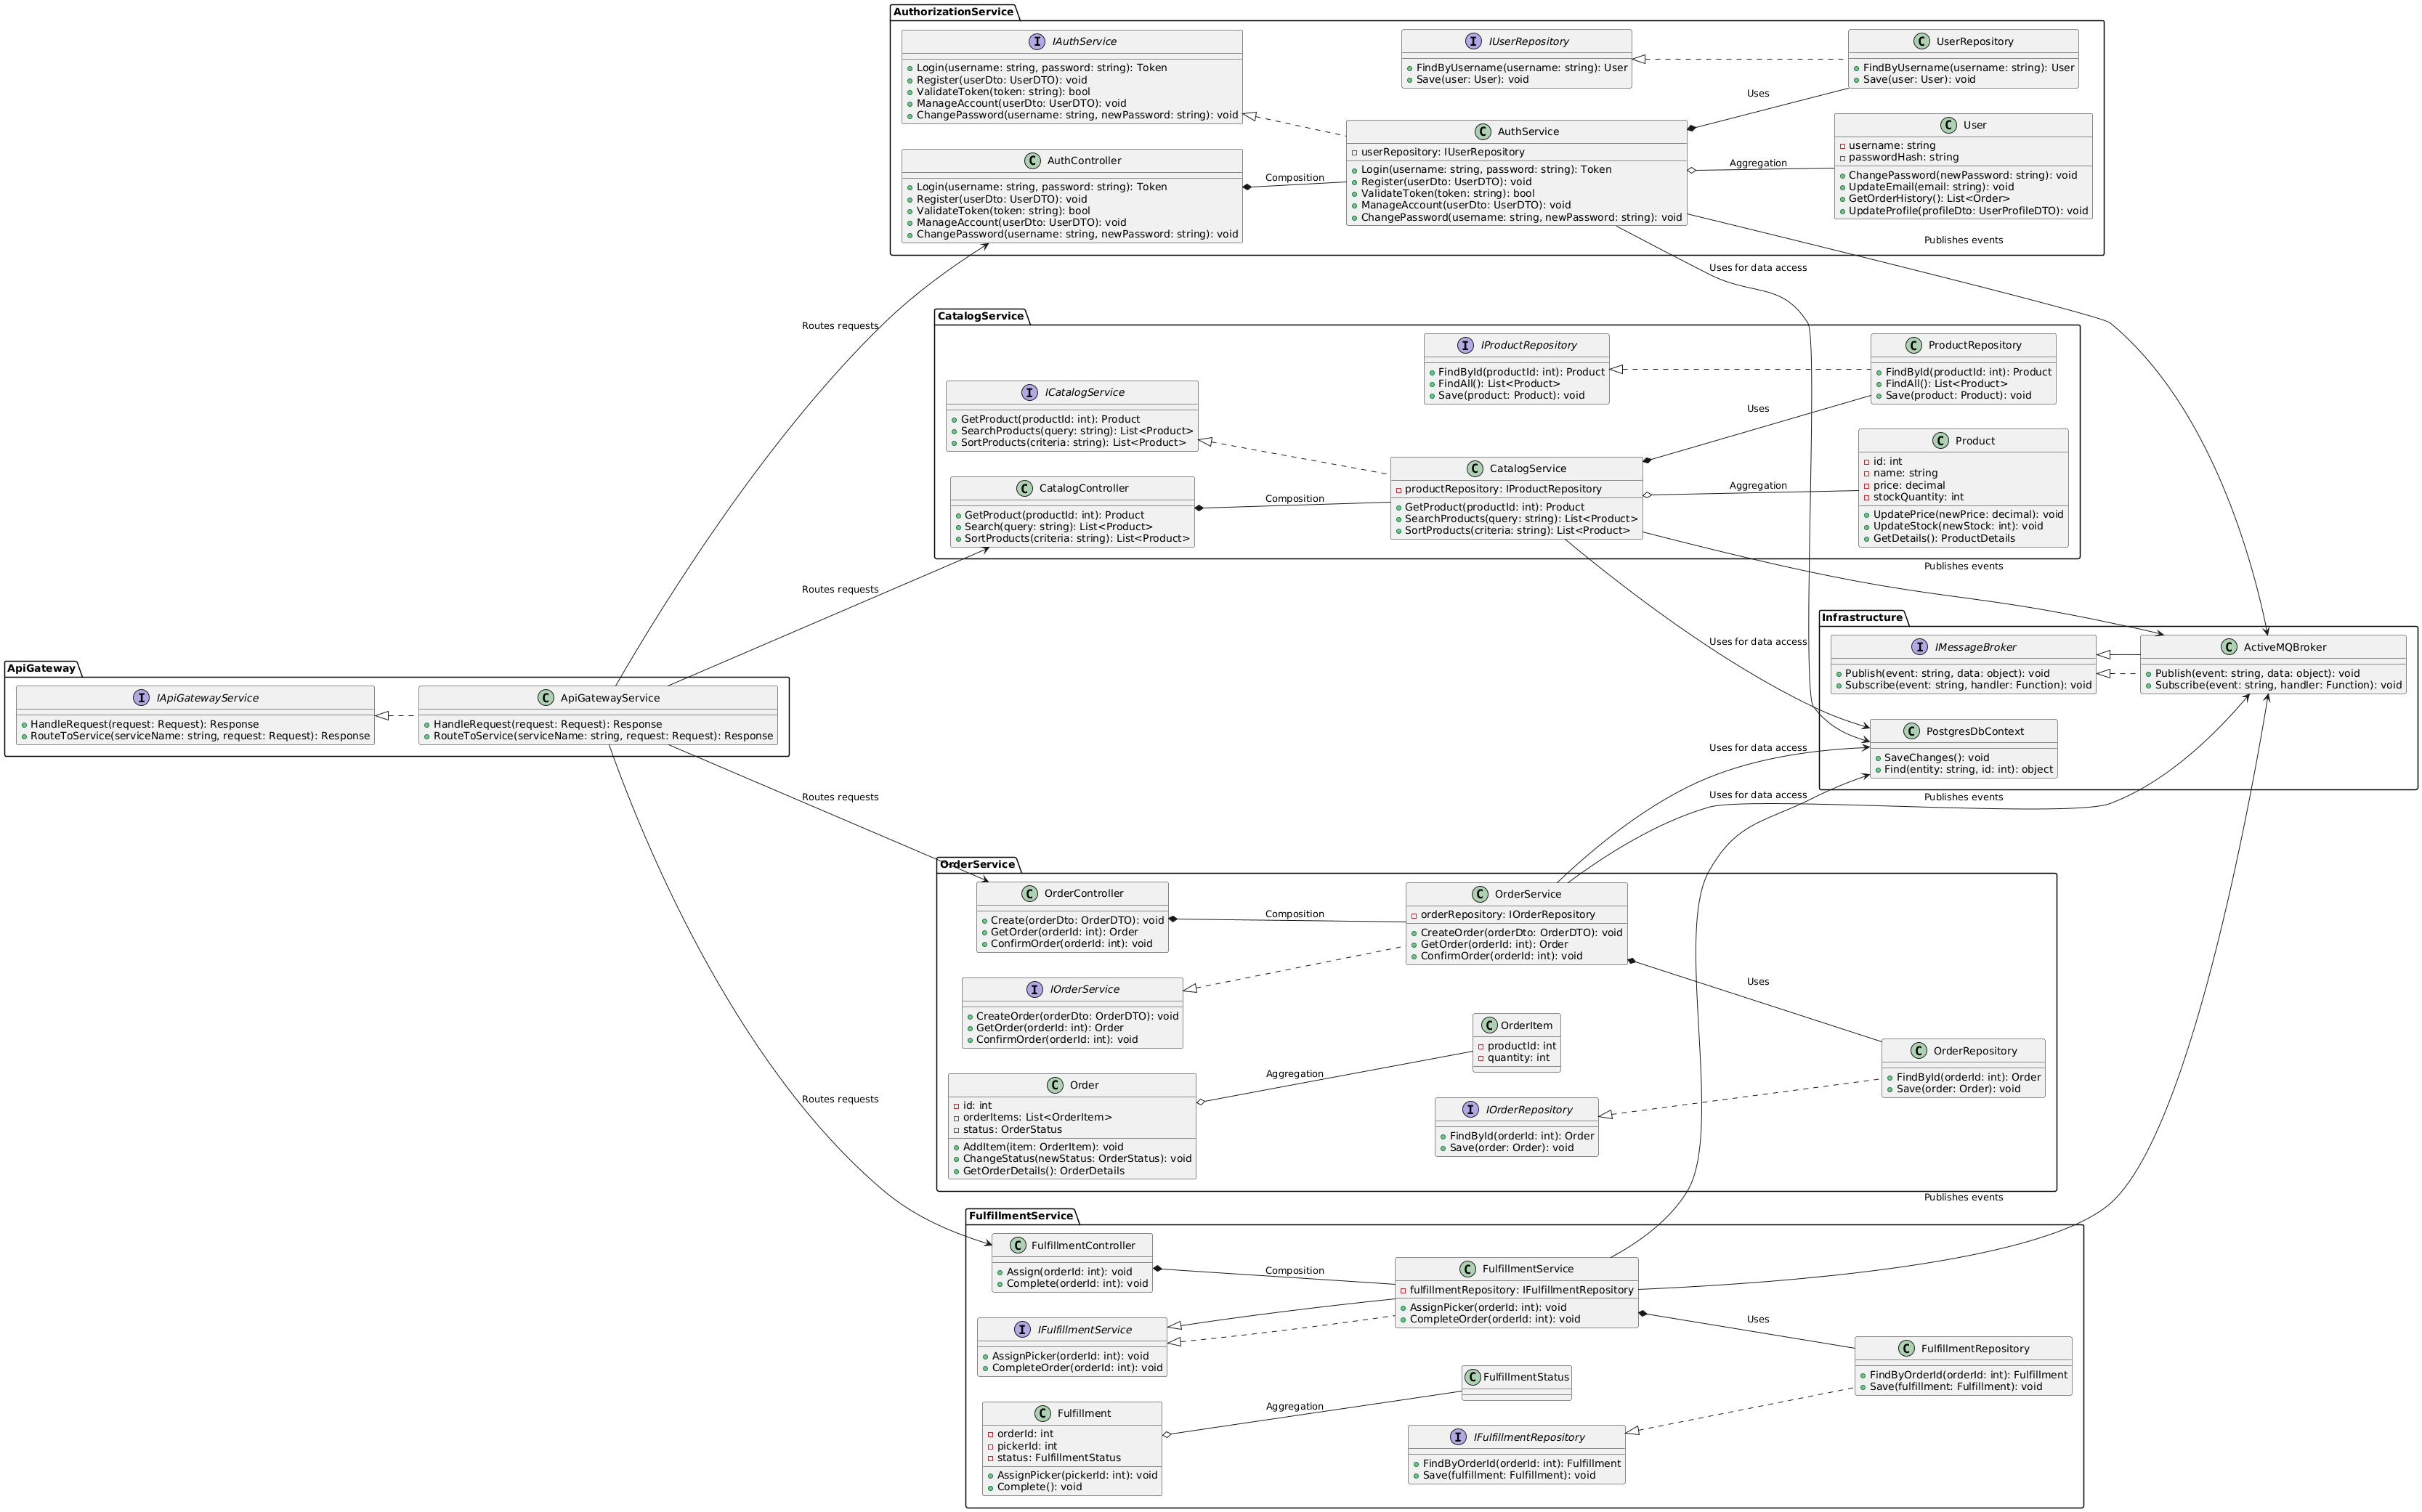 AuthorizationService
IAuthService
Login(username: string, password: string): Token
Register(userDto: UserDTO): void
ValidateToken(token: string): bool
ManageAccount(userDto: UserDTO): void
ChangePassword(username: string, newPassword: string): void
IUserRepository
FindByUsername(username: string): User
Save(user: User): void
UserRepository
FindByUsername(username: string): User
Save(user: User): void
Uses
AuthController
Login(username: string, password: string): Token
Register(userDto: UserDTO): void
ValidateToken(token: string): bool
ManageAccount(userDto: UserDTO): void
ChangePassword(username: string, newPassword: string): void
Composition
AuthService
userRepository: IUserRepository
Login(username: string, password: string): Token
Register(userDto: UserDTO): void
ValidateToken(token: string): bool
ManageAccount(userDto: UserDTO): void
ChangePassword(username: string, newPassword: string): void
Aggregation
User
username: string
passwordHash: string
ChangePassword(newPassword: string): void
UpdateEmail(email: string): void
GetOrderHistory(): List<Order>
UpdateProfile(profileDto: UserProfileDTO): void
Publishes events
Uses for data access
Routes requests
CatalogService
ICatalogService
GetProduct(productId: int): Product
SearchProducts(query: string): List<Product>
SortProducts(criteria: string): List<Product>
IProductRepository
FindById(productId: int): Product
FindAll(): List<Product>
Save(product: Product): void
ProductRepository
FindById(productId: int): Product
FindAll(): List<Product>
Save(product: Product): void
Uses
CatalogController
GetProduct(productId: int): Product
Search(query: string): List<Product>
SortProducts(criteria: string): List<Product>
Composition
CatalogService
productRepository: IProductRepository
GetProduct(productId: int): Product
SearchProducts(query: string): List<Product>
SortProducts(criteria: string): List<Product>
Aggregation
Product
id: int
name: string
price: decimal
stockQuantity: int
UpdatePrice(newPrice: decimal): void
UpdateStock(newStock: int): void
GetDetails(): ProductDetails
Publishes events
Routes requests
Uses for data access
Infrastructure
IMessageBroker
Publish(event: string, data: object): void
Subscribe(event: string, handler: Function): void
ActiveMQBroker
Publish(event: string, data: object): void
Subscribe(event: string, handler: Function): void
PostgresDbContext
SaveChanges(): void
Find(entity: string, id: int): object
ApiGateway
IApiGatewayService
HandleRequest(request: Request): Response
RouteToService(serviceName: string, request: Request): Response
ApiGatewayService
HandleRequest(request: Request): Response
RouteToService(serviceName: string, request: Request): Response
Uses for data access
Routes requests
Uses for data access
Publishes events
OrderService
OrderController
Create(orderDto: OrderDTO): void
GetOrder(orderId: int): Order
ConfirmOrder(orderId: int): void
Composition
OrderService
orderRepository: IOrderRepository
CreateOrder(orderDto: OrderDTO): void
GetOrder(orderId: int): Order
ConfirmOrder(orderId: int): void
Uses
IOrderService
CreateOrder(orderDto: OrderDTO): void
GetOrder(orderId: int): Order
ConfirmOrder(orderId: int): void
OrderItem
productId: int
quantity: int
Aggregation
Order
id: int
orderItems: List<OrderItem>
status: OrderStatus
AddItem(item: OrderItem): void
ChangeStatus(newStatus: OrderStatus): void
GetOrderDetails(): OrderDetails
IOrderRepository
FindById(orderId: int): Order
Save(order: Order): void
OrderRepository
FindById(orderId: int): Order
Save(order: Order): void
Routes requests
Publishes events
FulfillmentService
FulfillmentController
Assign(orderId: int): void
Complete(orderId: int): void
Composition
FulfillmentService
fulfillmentRepository: IFulfillmentRepository
AssignPicker(orderId: int): void
CompleteOrder(orderId: int): void
Uses
IFulfillmentService
AssignPicker(orderId: int): void
CompleteOrder(orderId: int): void
FulfillmentStatus
Aggregation
Fulfillment
orderId: int
pickerId: int
status: FulfillmentStatus
AssignPicker(pickerId: int): void
Complete(): void
IFulfillmentRepository
FindByOrderId(orderId: int): Fulfillment
Save(fulfillment: Fulfillment): void
FulfillmentRepository
FindByOrderId(orderId: int): Fulfillment
Save(fulfillment: Fulfillment): void